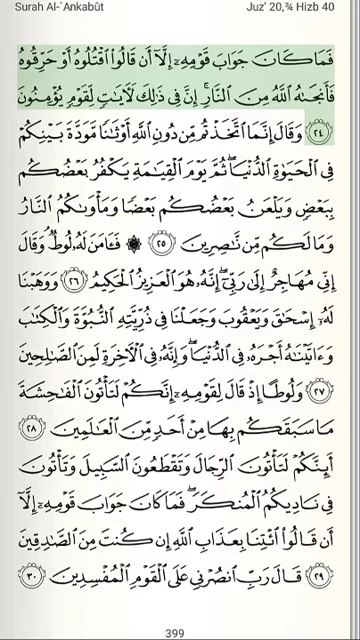 Surah Al-`Ankabût Juz' 20,¾ Hizb 40
فَمَا كَانَ جَوَابَ قَوْمِهِۦٓ إِلَّآ أَن قَالُوا۟ ٱقْتُلُوهُ أَوْ حَرِّقُوهُ
فَأَنجَىٰهُ ٱللَّهُ مِنَ ٱلنَّارِ ۚ إِنَّ فِى ذَٰلِكَ لَـَٔايَـٰتٍ لِّقَوْمٍ يُؤْمِنُونَ
٢٤ وَقَالَ إِنَّمَا ٱتَّخَذْتُم مِّن دُونِ ٱللَّهِ أَوْثَـٰنًا مَّوَدَّةَ بَيْنِكُمْ
فِى ٱلْحَيَوٰةِ ٱلدُّنْيَا ۖ ثُمَّ يَوْمَ ٱلْقِيَـٰمَةِ يَكْفُرُ بَعْضُكُم
بِبَعْضٍ وَيَلْعَنُ بَعْضُكُم بَعْضًا وَمَأْوَىٰكُمُ ٱلنَّارُ
وَمَا لَكُم مِّن نَّـٰصِرِينَ ٢٥ ۞ فَـَٔامَنَ لَهُۥ لُوطٌ ۘ وَقَالَ
إِنِّى مُهَاجِرٌ إِلَىٰ رَبِّىٓ ۖ إِنَّهُۥ هُوَ ٱلْعَزِيزُ ٱلْحَكِيمُ ٢٦ وَوَهَبْنَا
لَهُۥٓ إِسْحَـٰقَ وَيَعْقُوبَ وَجَعَلْنَا فِى ذُرِّيَّتِهِ ٱلنُّبُوَّةَ وَٱلْكِتَـٰبَ
وَءَاتَيْنَـٰهُ أَجْرَهُۥ فِى ٱلدُّنْيَا ۖ وَإِنَّهُۥ فِى ٱلْـَٔاخِرَةِ لَمِنَ ٱلصَّـٰلِحِينَ
٢٧ وَلُوطًا إِذْ قَالَ لِقَوْمِهِۦٓ إِنَّكُمْ لَتَأْتُونَ ٱلْفَـٰحِشَةَ
مَا سَبَقَكُم بِهَا مِنْ أَحَدٍ مِّنَ ٱلْعَـٰلَمِينَ ٢٨
أَئِنَّكُمْ لَتَأْتُونَ ٱلرِّجَالَ وَتَقْطَعُونَ ٱلسَّبِيلَ وَتَأْتُونَ
فِى نَادِيكُمُ ٱلْمُنكَرَ ۖ فَمَا كَانَ جَوَابَ قَوْمِهِۦٓ إِلَّآ
أَن قَالُوا۟ ٱئْتِنَا بِعَذَابِ ٱللَّهِ إِن كُنتَ مِنَ ٱلصَّـٰدِقِينَ
٢٩ قَالَ رَبِّ ٱنصُرْنِى عَلَى ٱلْقَوْمِ ٱلْمُفْسِدِينَ ٣٠
399